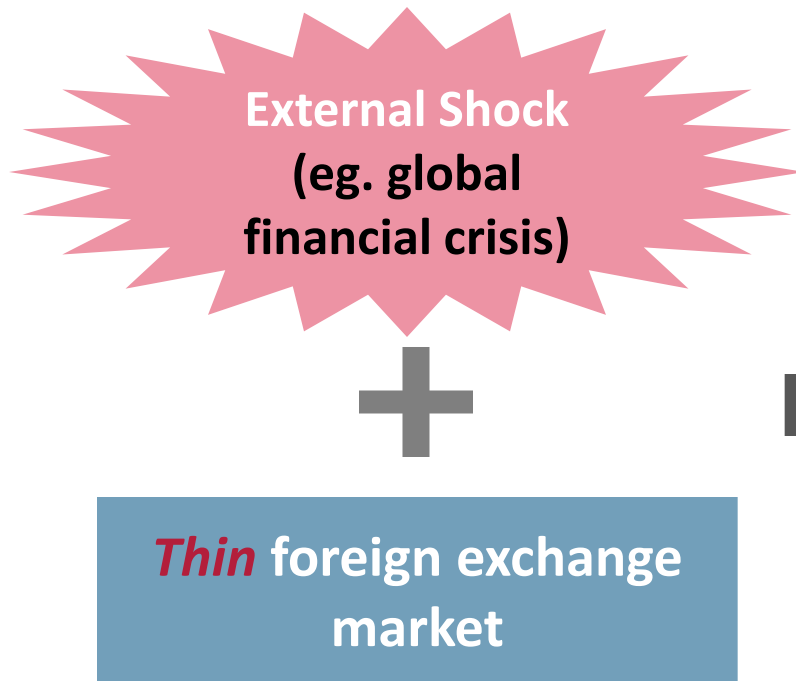 External Shock
(eg. global
financial crisis)
Thin foreign exchange
market